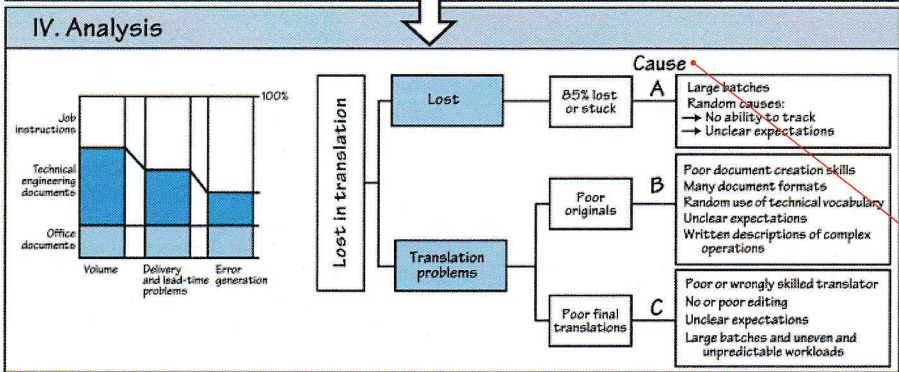 IV. Analysis
100%
Job
instructions
Technical
engineering
documents
Office
documents
Volume
Delivery
and lead-time
problems
Error
generation
Lost in translation
Lost
85% lost
or stuck
Cause
A
Large batches
Random causes:
→ No ability to track
→ Unclear expectations
Translation
problems
Poor
originals
B
Poor document creation skills
Many document formats
Random use of technical vocabulary
Unclear expectations
Written descriptions of complex
operations
Poor final
translations
C
Poor or wrongly skilled translator
No or poor editing
Unclear expectations
Large batches and uneven and
unpredictable workloads